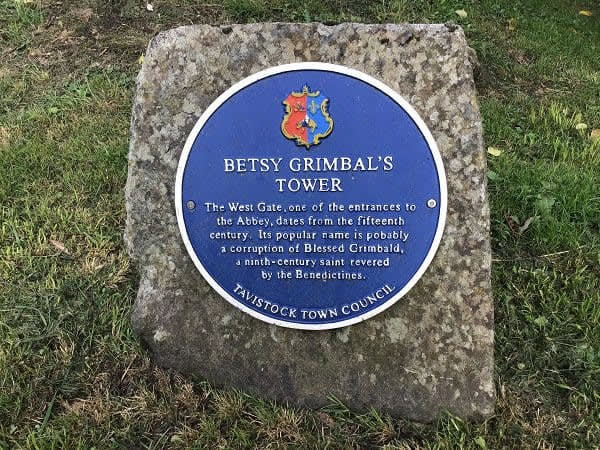 BETSY GRIMBAL'S
TOWER
The West Gate, one of the entrances to
the Abbey, dates from the fifteenth
century. Its popular name is pobably
a corruption of Blessed Grimbald,
a ninth-century saint revered
by the Benedictines.
TAVISTOCK TOWN COUNCIL